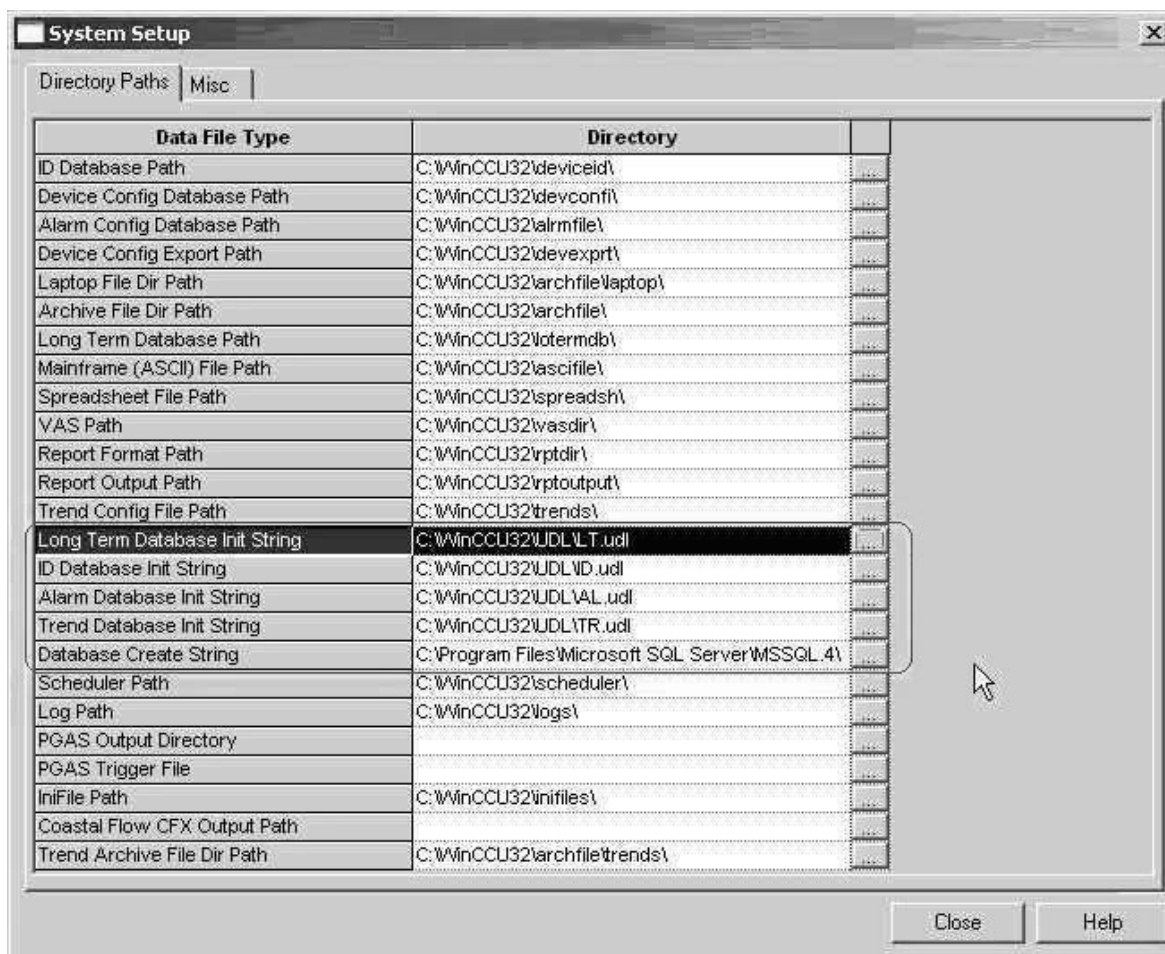 System Setup
Directory Paths Misc
Data File Type Directory
ID Database Path C:\WinCCU32\deviceid\ ...
Device Config Database Path C:\WinCCU32\devconfi\ ...
Alarm Config Database Path C:\WinCCU32\alrmfile\ ...
Device Config Export Path C:\WinCCU32\devexprt\ ...
Laptop File Dir Path C:\WinCCU32\archfile\laptop\ ...
Archive File Dir Path C:\WinCCU32\archfile\ ...
Long Term Database Path C:\WinCCU32\lotermdb\ ...
Mainframe (ASCII) File Path C:\WinCCU32\ascifile\ ...
Spreadsheet File Path C:\WinCCU32\spreadsh\ ...
VAS Path C:\WinCCU32\vasdir\ ...
Report Format Path C:\WinCCU32\rptdir\ ...
Report Output Path C:\WinCCU32\rptoutput\ ...
Trend Config File Path C:\WinCCU32\trends\ ...
Long Term Database Init String C:\WinCCU32\UDL\LT.udl ...
ID Database Init String C:\WinCCU32\UDL\ID.udl ...
Alarm Database Init String C:\WinCCU32\UDL\AL.udl ...
Trend Database Init String C:\WinCCU32\UDL\TR.udl ...
Database Create String C:\Program Files\Microsoft SQL Server\MSSQL.4\ ...
Scheduler Path C:\WinCCU32\scheduler\ ...
Log Path C:\WinCCU32\logs\ ...
PGAS Output Directory ...
PGAS Trigger File ...
IniFile Path C:\WinCCU32\inifiles\ ...
Coastal Flow CFX Output Path ...
Trend Archive File Dir Path C:\WinCCU32\archfile\trends\ ...
Close Help